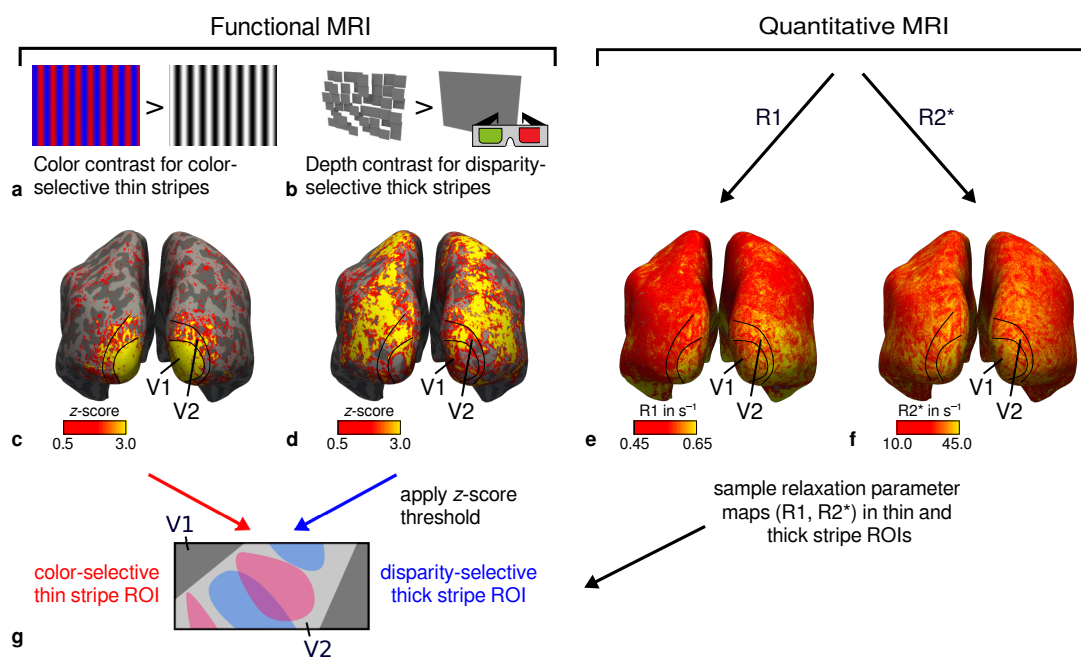 Functional MRI
Quantitative MRI
>
>
a
Color contrast for color-
selective thin stripes
b
Depth contrast for disparity-
selective thick stripes
R1
R2*
V1
V2
V1
V2
V1
V2
V1
V2
c
z-score
0.5
3.0
d
z-score
0.5
3.0
e
R1 in s⁻¹
0.45
0.65
f
R2* in s⁻¹
10.0
45.0
apply z-score
threshold
sample relaxation parameter
maps (R1, R2*) in thin and
thick stripe ROIs
V1
color-selective
thin stripe ROI
disparity-selective
thick stripe ROI
g
V2